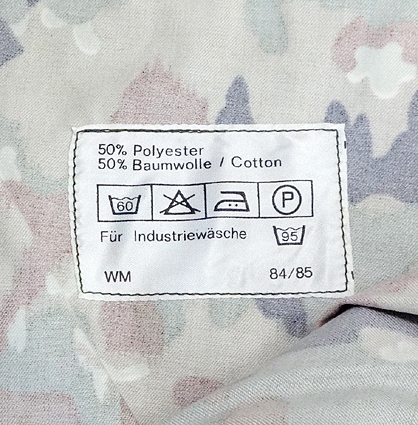 50% Polyester
50% Baumwolle / Cotton
60 P
Für Industriewäsche 95
WM 84/85